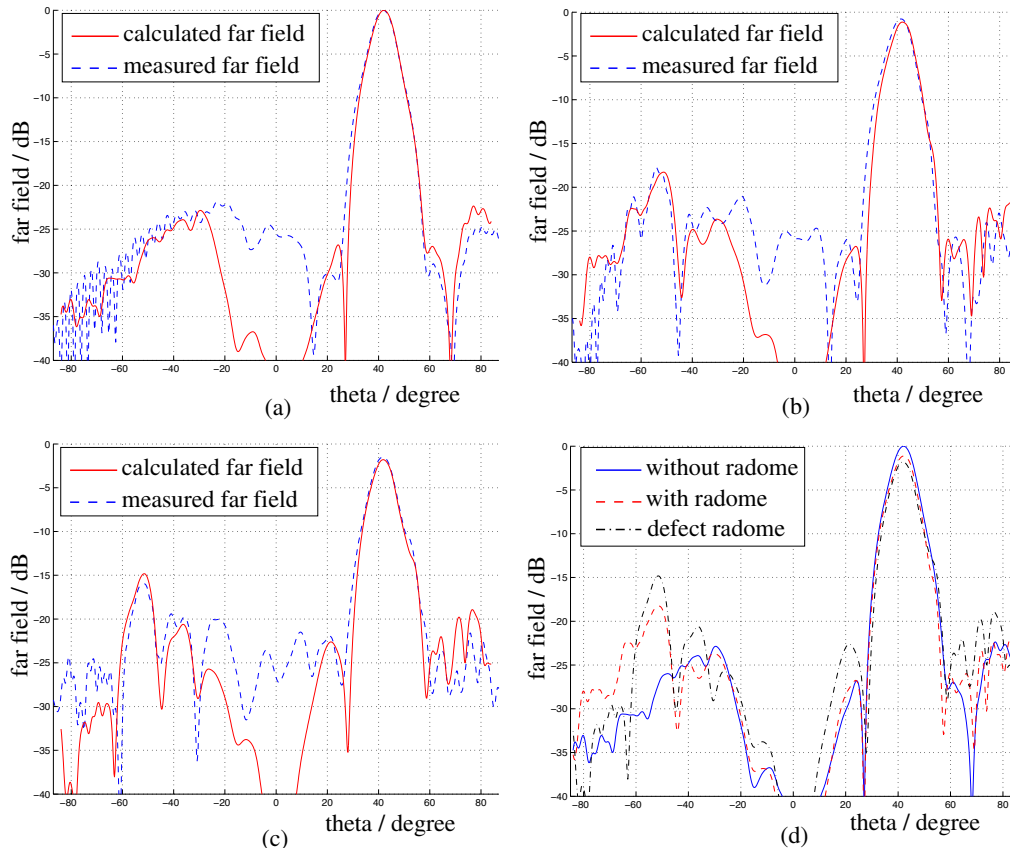 calculated far field
measured far field
far field / dB
0
−5
−10
−15
−20
−25
−30
−35
−40
−80 −60 −40 −20 0 20 40 60 80
theta / degree
(a)
calculated far field
measured far field
far field / dB
0
−5
−10
−15
−20
−25
−30
−35
−40
−80 −60 −40 −20 0 20 40 60 80
theta / degree
(b)
calculated far field
measured far field
far field / dB
0
−5
−10
−15
−20
−25
−30
−35
−40
−80 −60 −40 −20 0 20 40 60 80
theta / degree
(c)
without radome
with radome
defect radome
far field / dB
0
−5
−10
−15
−20
−25
−30
−35
−40
−80 −60 −40 −20 0 20 40 60 80
theta / degree
(d)